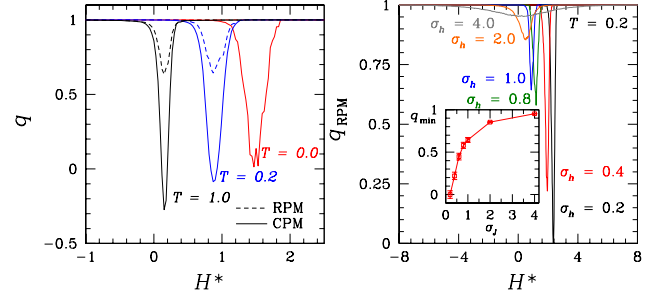 1
0.5
0
-0.5
q
-1
0
1
2
H*
T = 0.0
T = 0.2
T = 1.0
RPM
CPM
1
0.75
0.5
0.25
0
q_RPM
-8
-4
0
4
8
H*
σ_h = 4.0
σ_h = 2.0
T = 0.2
σ_h = 1.0
σ_h = 0.8
σ_h = 0.4
σ_h = 0.2
q_min
1
0.5
0
0
1
2
3
4
σ_J